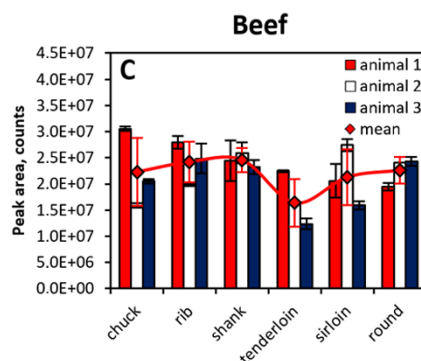 Beef
C
animal 1
animal 2
animal 3
mean
Peak area, counts
4.5E+07
4.0E+07
3.5E+07
3.0E+07
2.5E+07
2.0E+07
1.5E+07
1.0E+07
5.0E+06
0.0E+00
chuck
rib
shank
tenderloin
sirloin
round